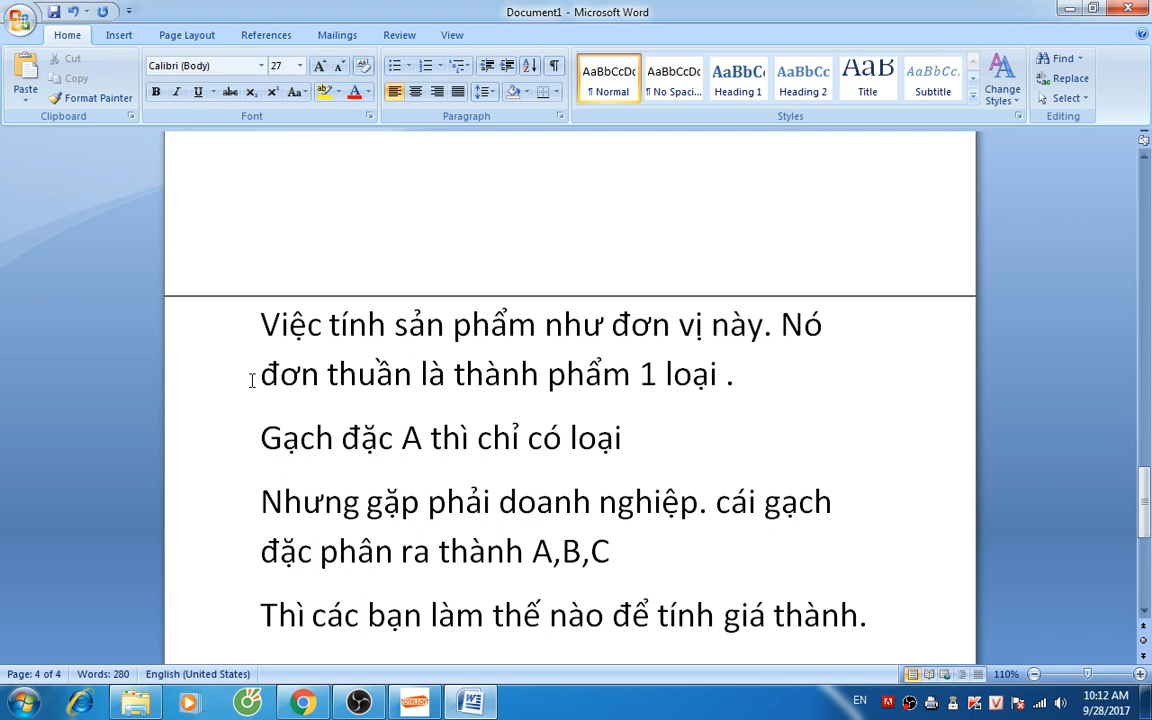 Document1 - Microsoft Word
Home Insert Page Layout References Mailings Review View
Paste
Cut
Copy
Format Painter
Clipboard
Calibri (Body) 27
Font
Paragraph
AaBbCcDc AaBbCcDc AaBbCc AaBbCc AaB AaBbCc.
¶ Normal ¶ No Spaci... Heading 1 Heading 2 Title Subtitle
Change
Styles
Styles
Find
Replace
Select
Editing
Việc tính sản phẩm như đơn vị này. Nó
đơn thuần là thành phẩm 1 loại .
Gạch đặc A thì chỉ có loại
Nhưng gặp phải doanh nghiệp. cái gạch
đặc phân ra thành A,B,C
Thì các bạn làm thế nào để tính giá thành.
Page: 4 of 4 Words: 280 English (United States) 110%
EN 10:12 AM
9/28/2017